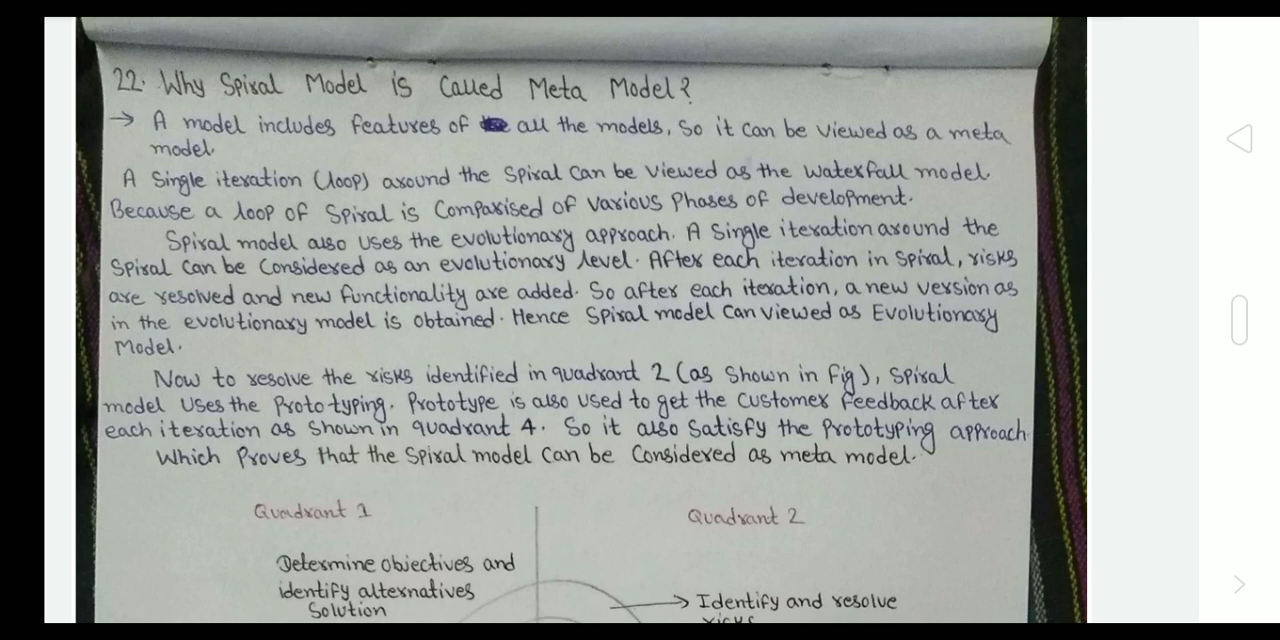 22. Why Spiral Model is Called Meta Model?
→ A model includes features of all the models, So it can be viewed as a meta
model.
A Single iteration (loop) around the Spiral Can be Viewed as the Waterfall model.
Because a loop of Spiral is Comparised of Various Phases of development.
Spiral model also Uses the evolutionary approach. A Single iteration around the
Spiral Can be Considered as an evolutionary level. After each iteration in Spiral, risks
are resolved and new functionality are added. So after each iteration, a new version as
in the evolutionary model is obtained. Hence Spiral model Can viewed as Evolutionary
Model.
Now to resolve the risks identified in quadrant 2 (as Shown in Fig), Spiral
model Uses the Prototyping. Prototype is also used to get the Customer Feedback after
each iteration as Shown in quadrant 4. So it also Satisfy the Prototyping approach.
Which Proves that the Spiral model Can be Considered as meta model.
Quadrant 1
Quadrant 2
Determine objectives and
identify alternatives
Solution
→ Identify and resolve
risks